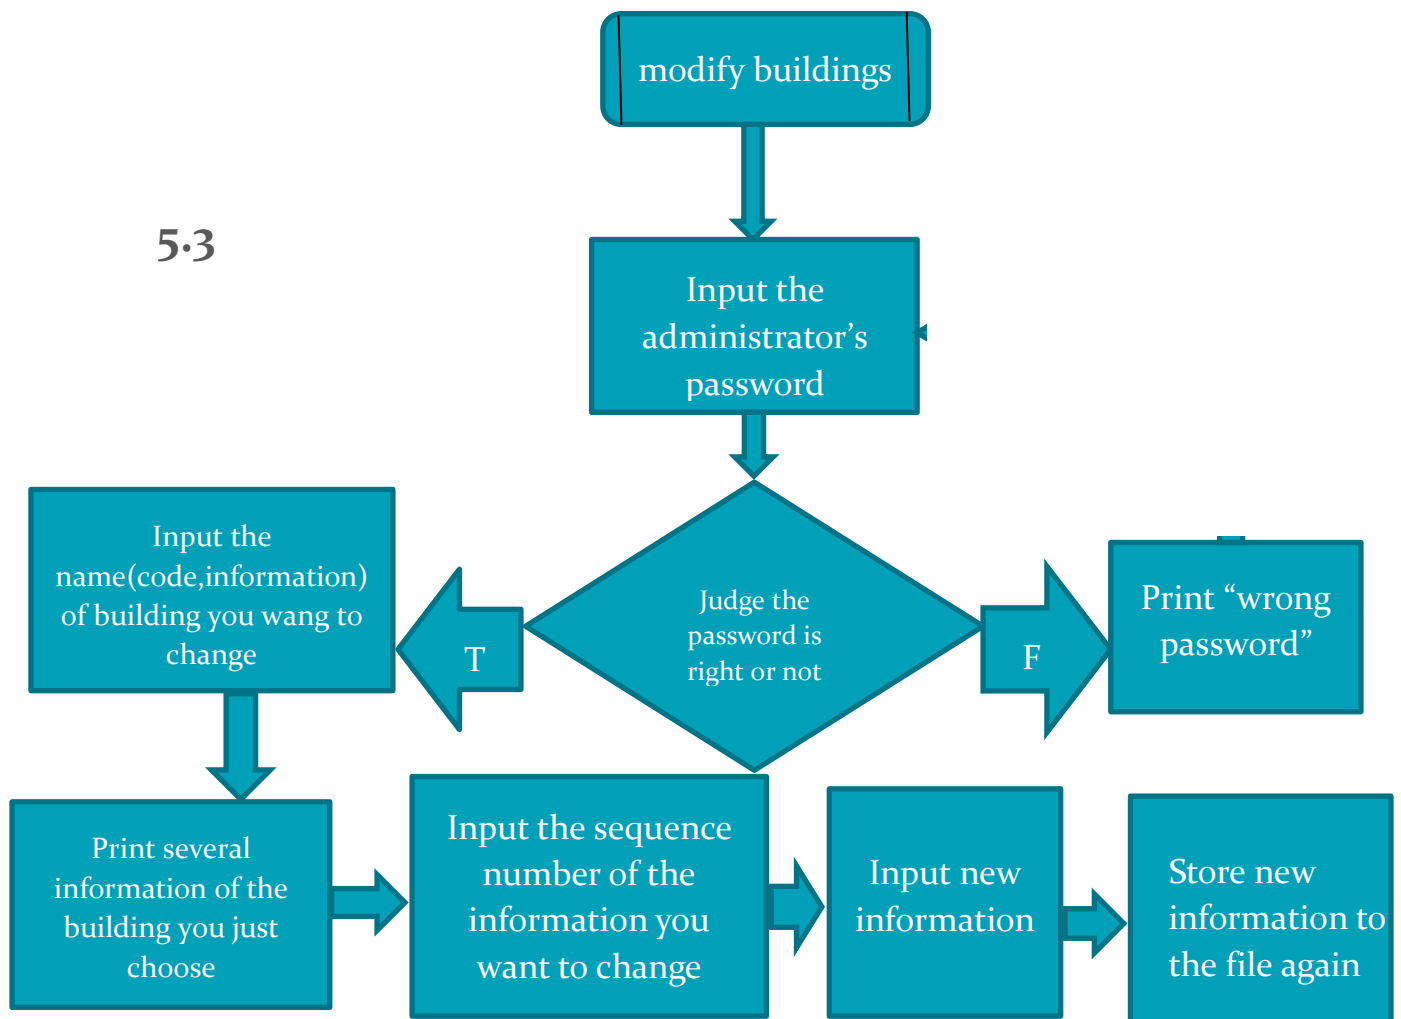 modify buildings
5.3
Input the
administrator’s
password
Input the
name(code,information)
of building you wang to
change
T
Judge the
password is
right or not
F
Print “wrong
password”
Print several
information of the
building you just
choose
Input the sequence
number of the
information you
want to change
Input new
information
Store new
information to
the file again